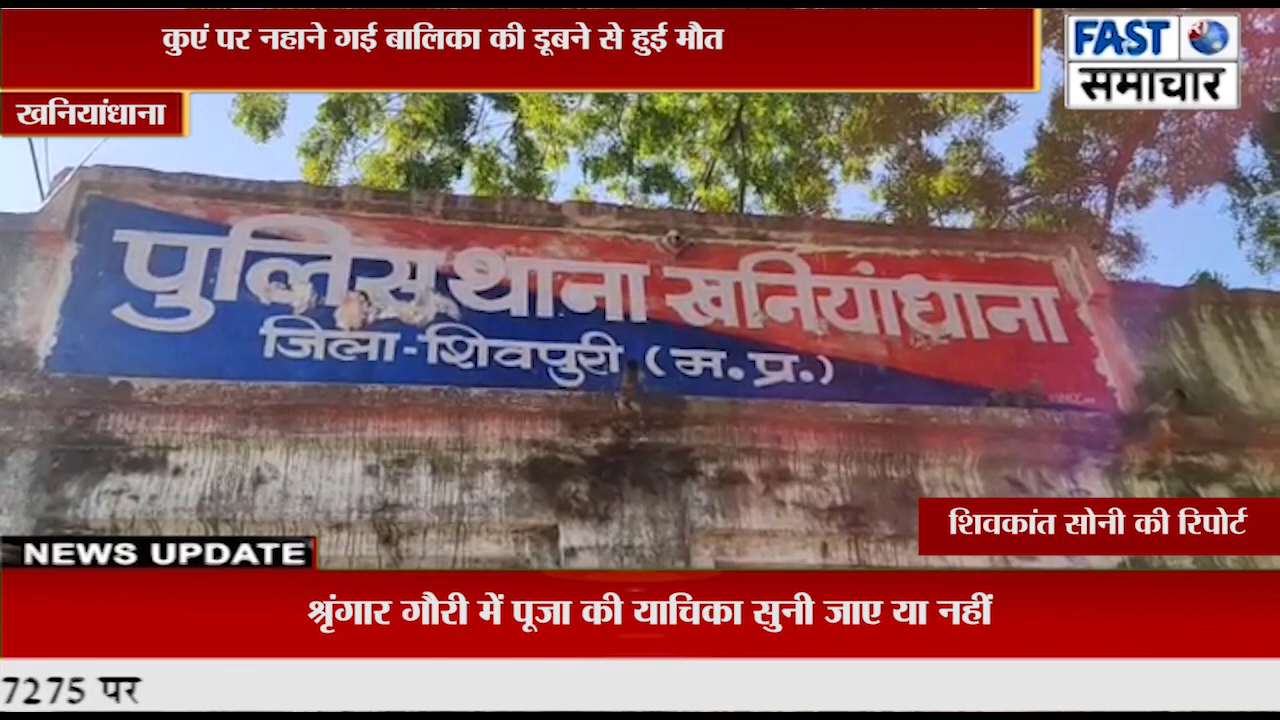 कुएं पर नहाने गई बालिका की डूबने से हुई मौत
FAST
समाचार
खनियांधाना
पुलिस थाना खनियांधाना
जिला - शिवपुरी (म.प्र.)
शिवकांत सोनी की रिपोर्ट
NEWS UPDATE
श्रृंगार गौरी में पूजा की याचिका सुनी जाए या नहीं
7275 पर